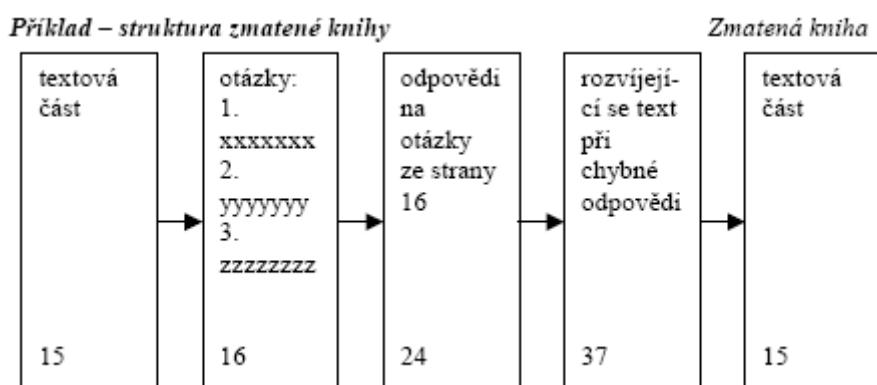 Příklad – struktura zmatené knihy
Zmatená kniha
textová
část
15
otázky:
1.
xxxxxxx
2.
yyyyyyy
3.
zzzzzzzz
16
odpovědi
na
otázky
ze strany
16
24
rozvíjejí-
cí se text
při
chybné
odpovědi
37
textová
část
15